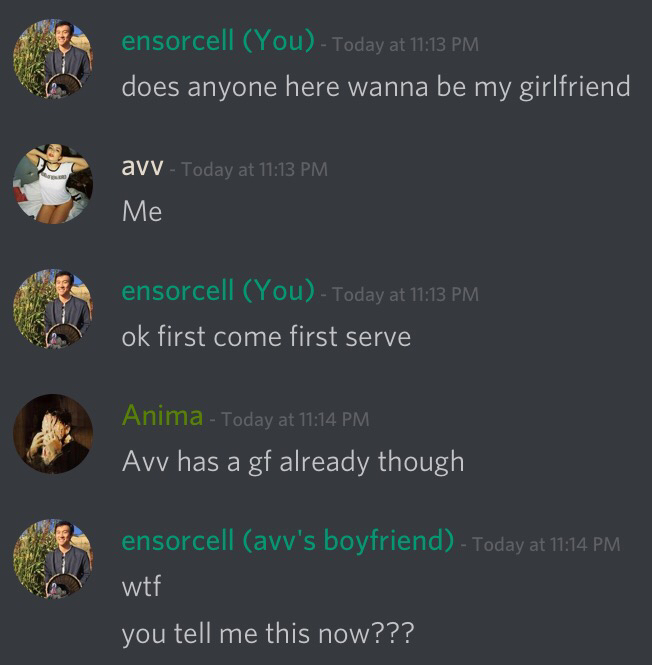 ensorcell (You) - Today at 11:13 PM
does anyone here wanna be my girlfriend
avv - Today at 11:13 PM
Me
ensorcell (You) - Today at 11:13 PM
ok first come first serve
Anima - Today at 11:14 PM
Avv has a gf already though
ensorcell (avv's boyfriend) - Today at 11:14 PM
wtf
you tell me this now???